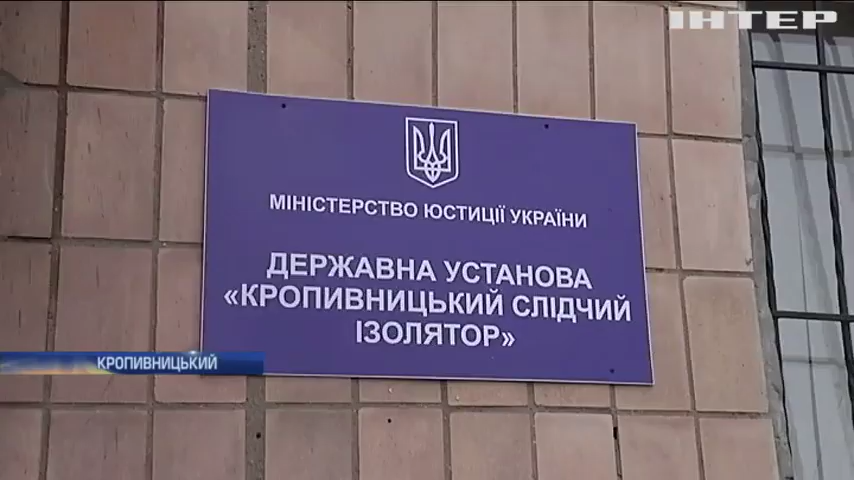 ІНТЕР
МІНІСТЕРСТВО ЮСТИЦІЇ УКРАЇНИ
ДЕРЖАВНА УСТАНОВА
«КРОПИВНИЦЬКИЙ СЛІДЧИЙ
ІЗОЛЯТОР»
КРОПИВНИЦЬКИЙ